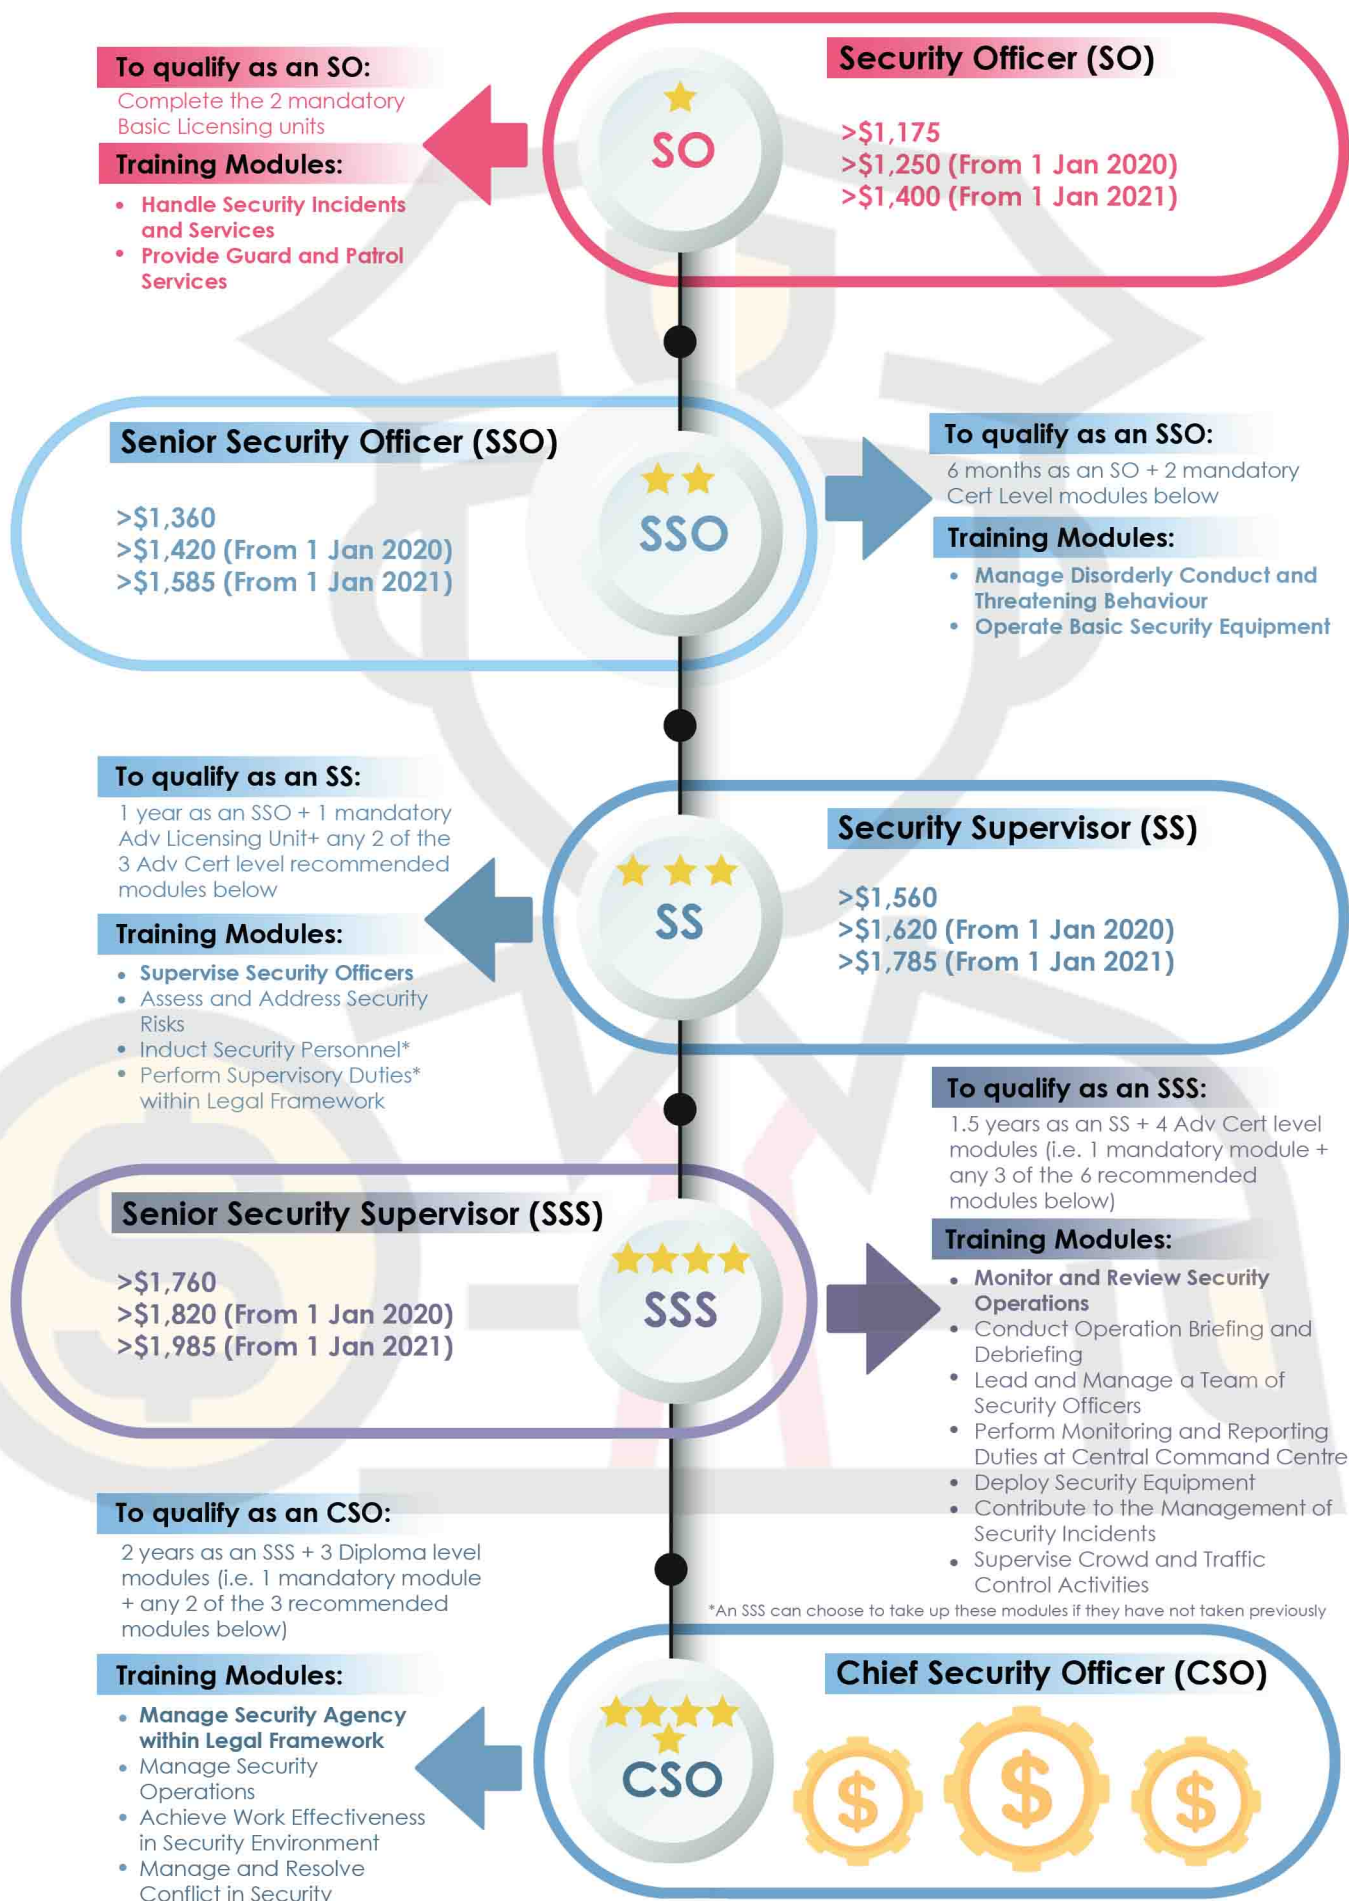 To qualify as an SO:
Complete the 2 mandatory
Basic Licensing units
Training Modules:
• Handle Security Incidents
and Services
• Provide Guard and Patrol
Services
SO
Security Officer (SO)
>$1,175
>$1,250 (From 1 Jan 2020)
>$1,400 (From 1 Jan 2021)
Senior Security Officer (SSO)
>$1,360
>$1,420 (From 1 Jan 2020)
>$1,585 (From 1 Jan 2021)
SSO
To qualify as an SSO:
6 months as an SO + 2 mandatory
Cert Level modules below
Training Modules:
• Manage Disorderly Conduct and
Threatening Behaviour
• Operate Basic Security Equipment
To qualify as an SS:
1 year as an SSO + 1 mandatory
Adv Licensing Unit+ any 2 of the
3 Adv Cert level recommended
modules below
Training Modules:
• Supervise Security Officers
• Assess and Address Security
Risks
• Induct Security Personnel*
• Perform Supervisory Duties*
within Legal Framework
SS
Security Supervisor (SS)
>$1,560
>$1,620 (From 1 Jan 2020)
>$1,785 (From 1 Jan 2021)
Senior Security Supervisor (SSS)
>$1,760
>$1,820 (From 1 Jan 2020)
>$1,985 (From 1 Jan 2021)
SSS
To qualify as an SSS:
1.5 years as an SS + 4 Adv Cert level
modules (i.e. 1 mandatory module +
any 3 of the 6 recommended
modules below)
Training Modules:
• Monitor and Review Security
Operations
• Conduct Operation Briefing and
Debriefing
• Lead and Manage a Team of
Security Officers
• Perform Monitoring and Reporting
Duties at Central Command Centre
• Deploy Security Equipment
• Contribute to the Management of
Security Incidents
• Supervise Crowd and Traffic
Control Activities
*An SSS can choose to take up these modules if they have not taken previously
To qualify as an CSO:
2 years as an SSS + 3 Diploma level
modules (i.e. 1 mandatory module
+ any 2 of the 3 recommended
modules below)
Training Modules:
• Manage Security Agency
within Legal Framework
• Manage Security
Operations
• Achieve Work Effectiveness
in Security Environment
• Manage and Resolve
Conflict in Security
CSO
Chief Security Officer (CSO)
$ $ $